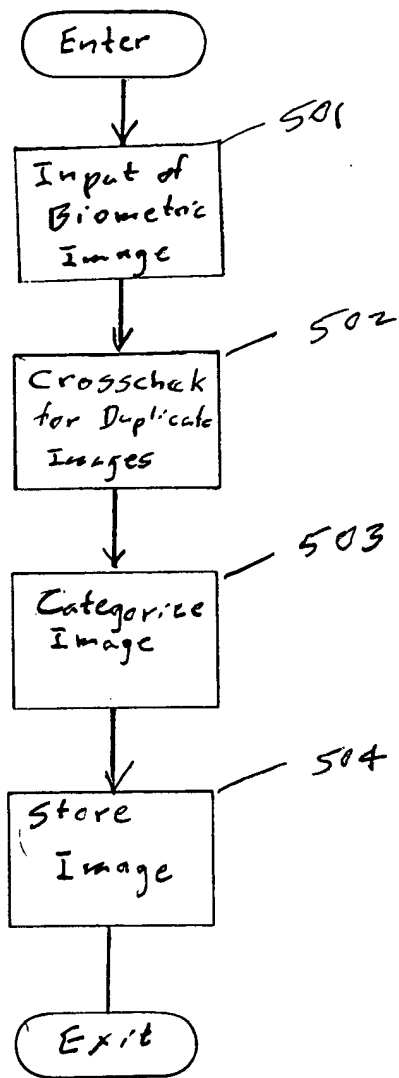 Enter
501
Input of
Biometric
Image
502
Crosscheck
for Duplicate
Images
503
Categorize
Image
504
Store
Image
Exit